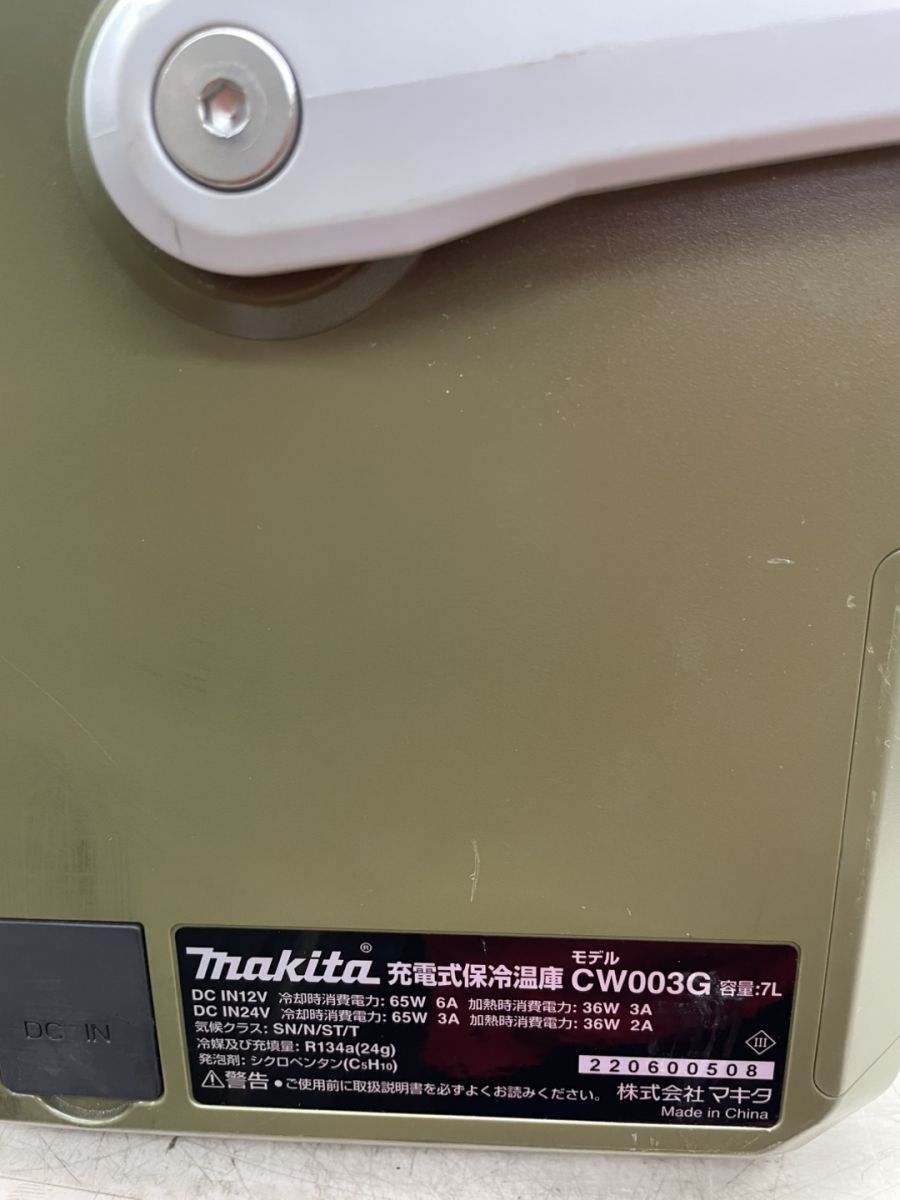 makita® 充電式保冷温庫 モデル CW003G 容量:7L
DC IN12V 冷却時消費電力: 65W 6A 加熱時消費電力: 36W 3A
DC IN24V 冷却時消費電力: 65W 3A 加熱時消費電力: 36W 2A
気候クラス: SN/N/ST/T
冷媒及び充填量: R134a(24g)
発泡剤: シクロペンタン(C5H10)
III
220600508
⚠警告 ●ご使用前に取扱説明書を必ずよくお読みください。 株式会社マキタ
Made in China
DC IN